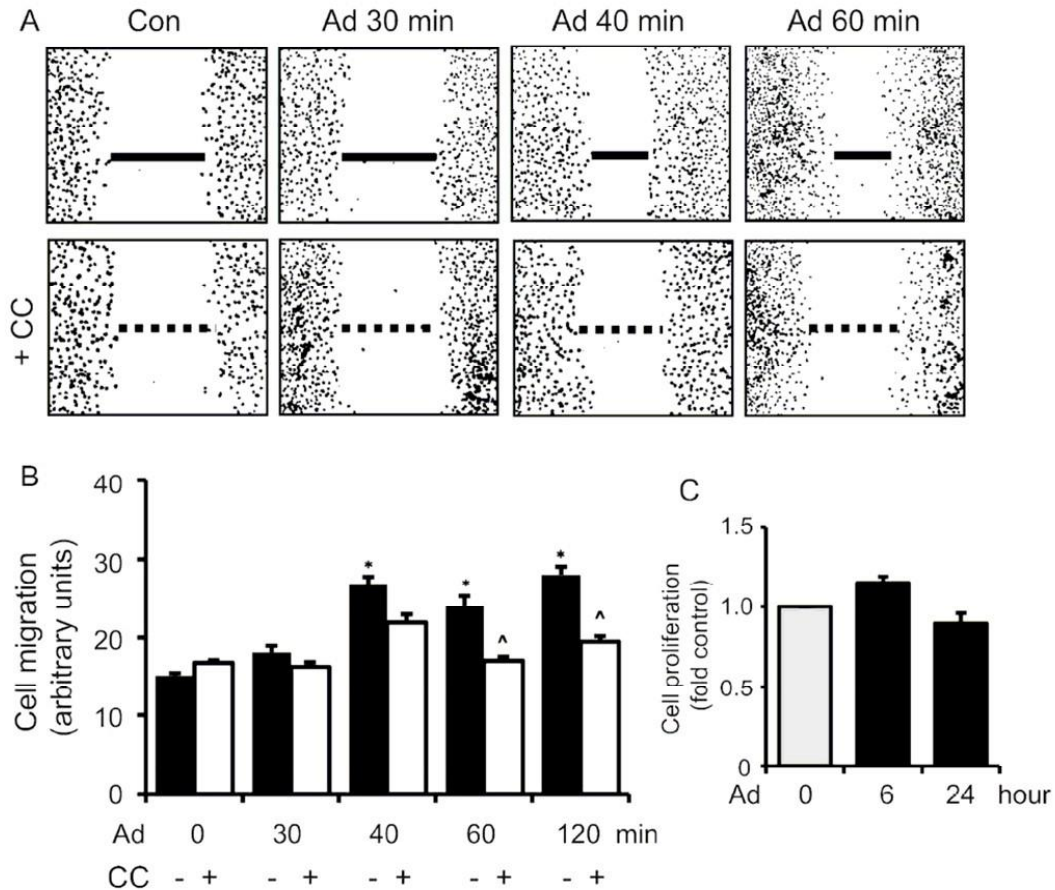 A
Con Ad 30 min Ad 40 min Ad 60 min
+ CC
B
Cell migration
(arbitrary units)
40
30
20
10
0
* * * ^ ^
Ad 0 30 40 60 120 min
CC - + - + - + - + - +
C
Cell proliferation
(fold control)
1.5
1.0
0.5
0
Ad 0 6 24 hour